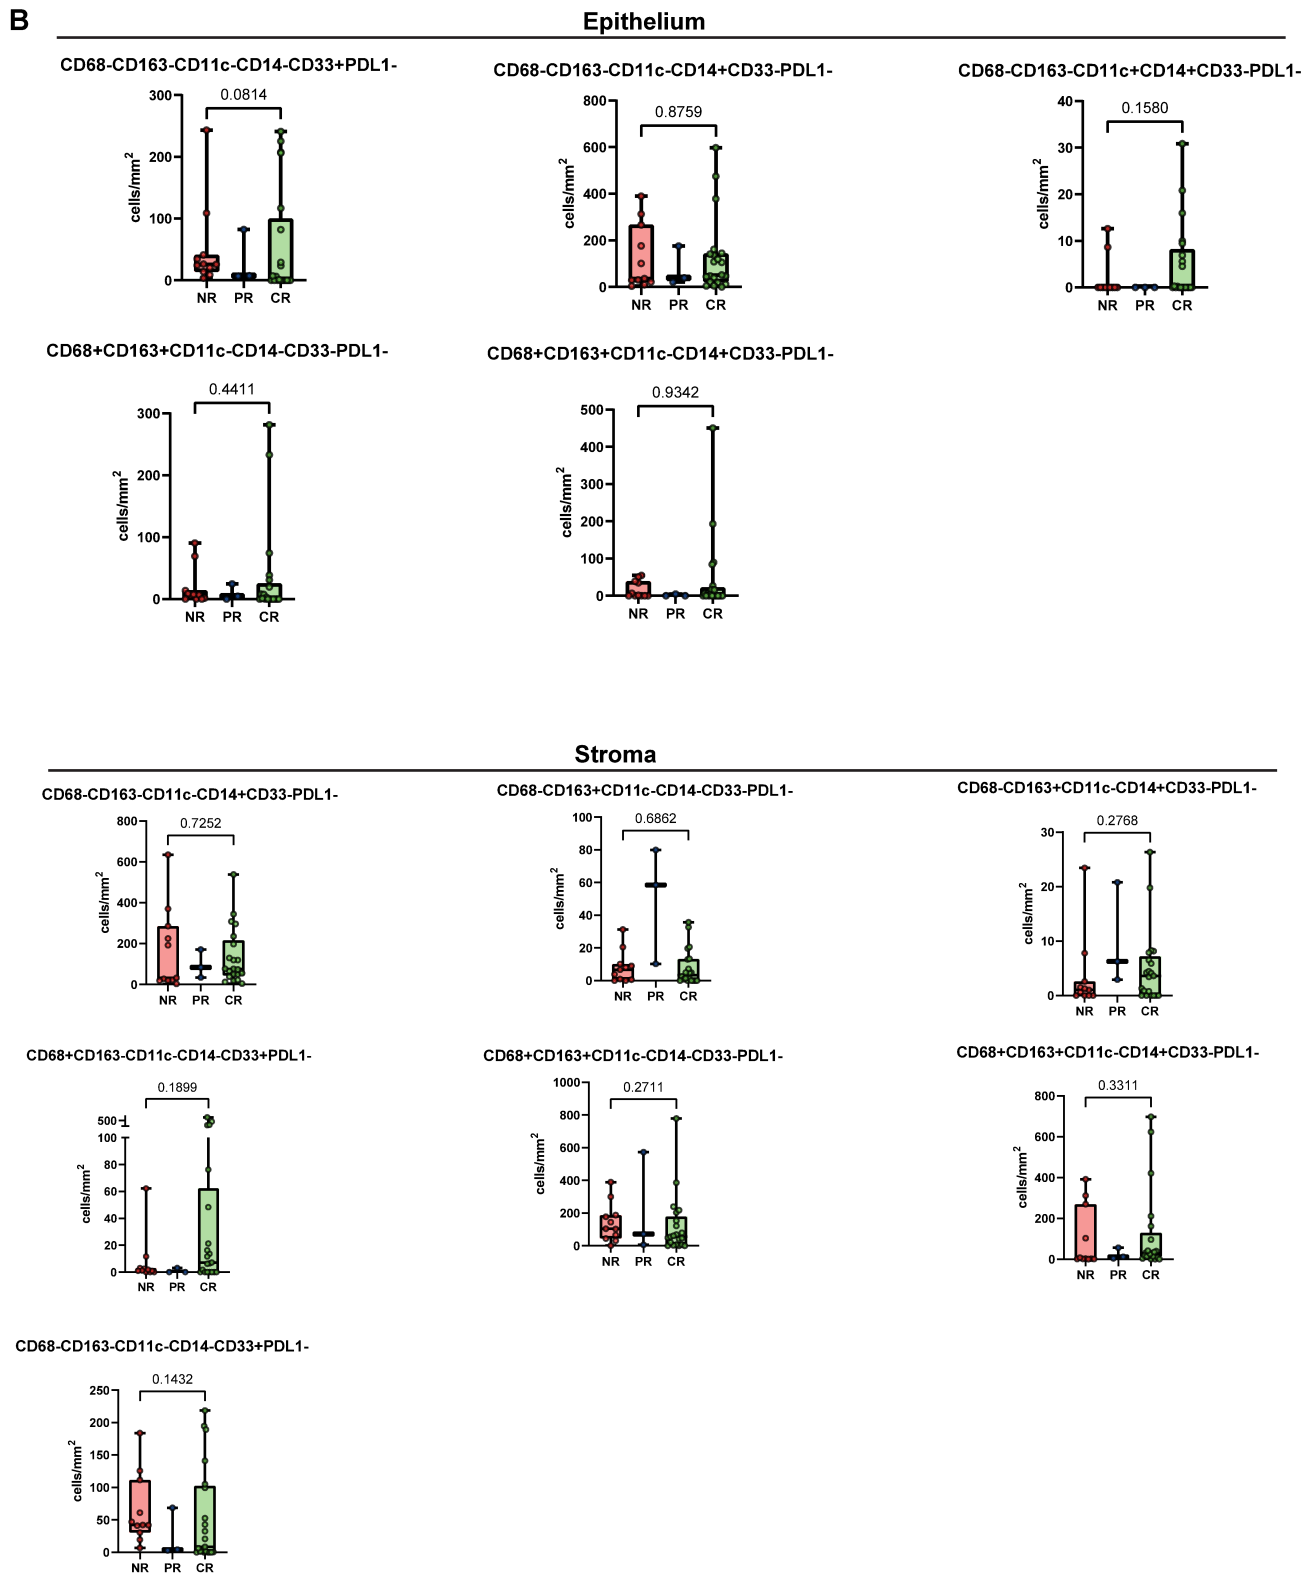 B
Epithelium
CD68-CD163-CD11c-CD14-CD33+PDL1-
0.0814
300
200
100
0
cells/mm²
NR PR CR
CD68-CD163-CD11c-CD14+CD33-PDL1-
0.8759
800
600
400
200
0
cells/mm²
NR PR CR
CD68-CD163-CD11c+CD14+CD33-PDL1-
0.1580
40
30
20
10
0
cells/mm²
NR PR CR
CD68+CD163+CD11c-CD14-CD33-PDL1-
0.4411
300
200
100
0
cells/mm²
NR PR CR
CD68+CD163+CD11c-CD14+CD33-PDL1-
0.9342
500
400
300
200
100
0
cells/mm²
NR PR CR
Stroma
CD68-CD163-CD11c-CD14+CD33-PDL1-
0.7252
800
600
400
200
0
cells/mm²
NR PR CR
CD68-CD163+CD11c-CD14-CD33-PDL1-
0.6862
100
80
60
40
20
0
cells/mm²
NR PR CR
CD68-CD163+CD11c-CD14+CD33-PDL1-
0.2768
30
20
10
0
cells/mm²
NR PR CR
CD68+CD163-CD11c-CD14-CD33+PDL1-
0.1899
500
100
80
60
40
20
0
cells/mm²
NR PR CR
CD68+CD163+CD11c-CD14-CD33-PDL1-
0.2711
1000
800
600
400
200
0
cells/mm²
NR PR CR
CD68+CD163+CD11c-CD14+CD33-PDL1-
0.3311
800
600
400
200
0
cells/mm²
NR PR CR
CD68-CD163-CD11c-CD14-CD33+PDL1-
0.1432
250
200
150
100
50
0
cells/mm²
NR PR CR